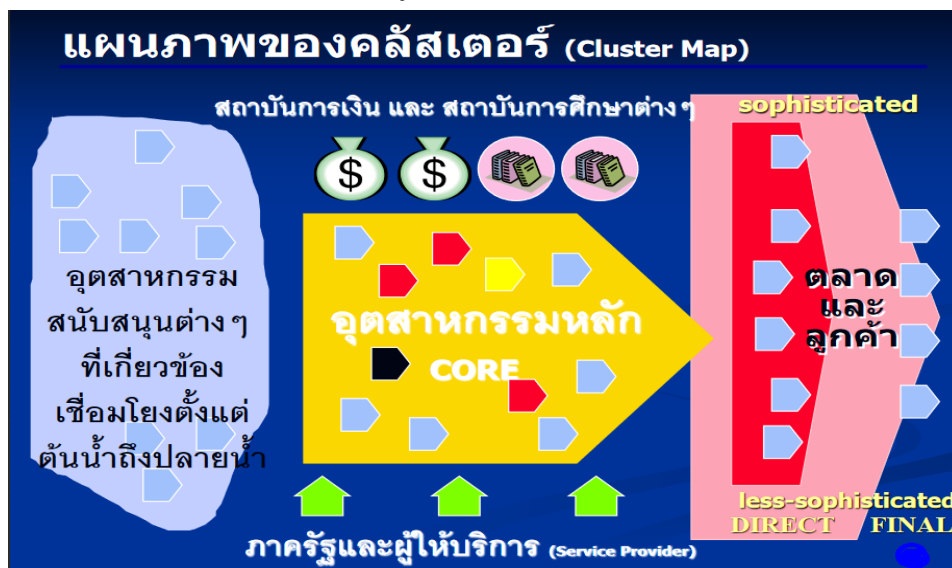 แผนภาพของคลัสเตอร์ (Cluster Map)
สถาบันการเงิน และ สถาบันการศึกษาต่างๆ
sophisticated
$ $
อุตสาหกรรม
สนับสนุนต่างๆ
ที่เกี่ยวข้อง
เชื่อมโยงตั้งแต่
ต้นน้ำถึงปลายน้ำ
อุตสาหกรรมหลัก
CORE
ตลาด
และ
ลูกค้า
less-sophisticated
DIRECT FINAL
ภาครัฐและผู้ให้บริการ (Service Provider)